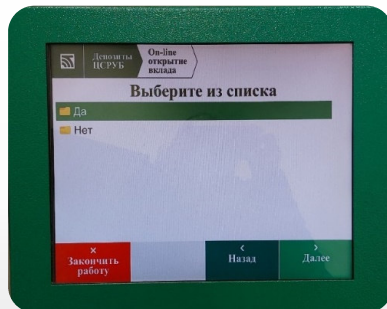 Депозиты
ЦСРУБ
On-line
открытие
вклада
Выберите из списка
Да
Нет
×
Закончить
работу
<
Назад
>
Далее